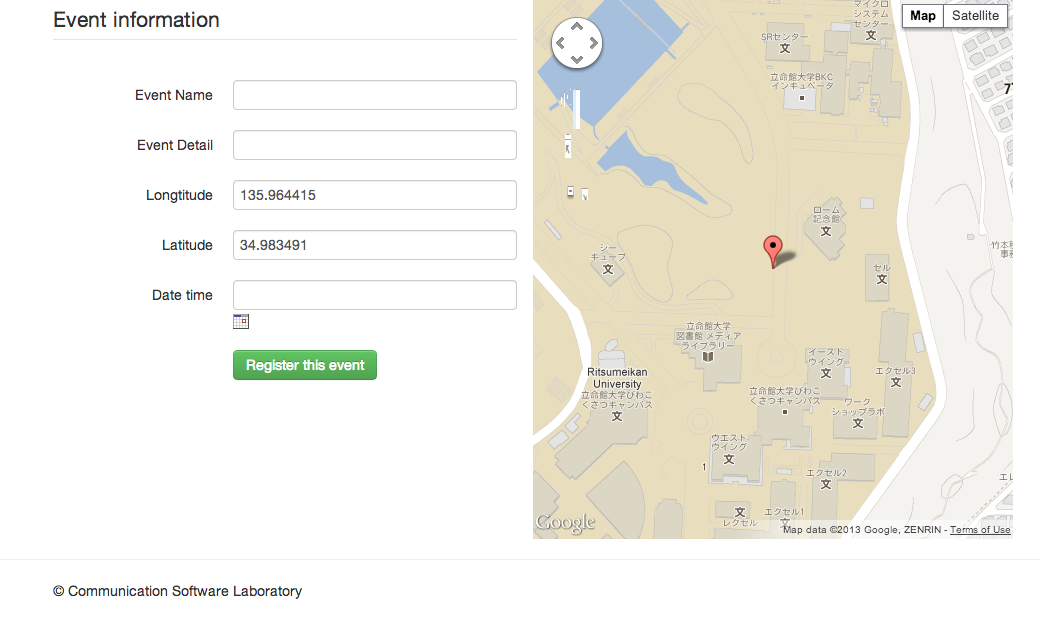 Event information
Event Name
Event Detail
Longtitude
135.964415
Latitude
34.983491
Date time
Register this event
マイクロ
システム
センター
文
Map
Satellite
SRセンター
文
立命館大学BKC
インキュベータ
ローム
記念館
文
シー
キューブ
文
セル
文
立命館大学
図書館 メディア
ライブラリー
Ritsumeikan
University
立命館大学びわこ
くさつキャンパス
文
イースト
ウイング
文
エクセル3
文
立命館大学びわこ
くさつキャンパス
ワーク
ショップラボ
文
ウエスト
ウイング
文
1
エクセル2
文
文
レクセル
エクセル1
文
Google
Map data ©2013 Google, ZENRIN - Terms of Use
© Communication Software Laboratory